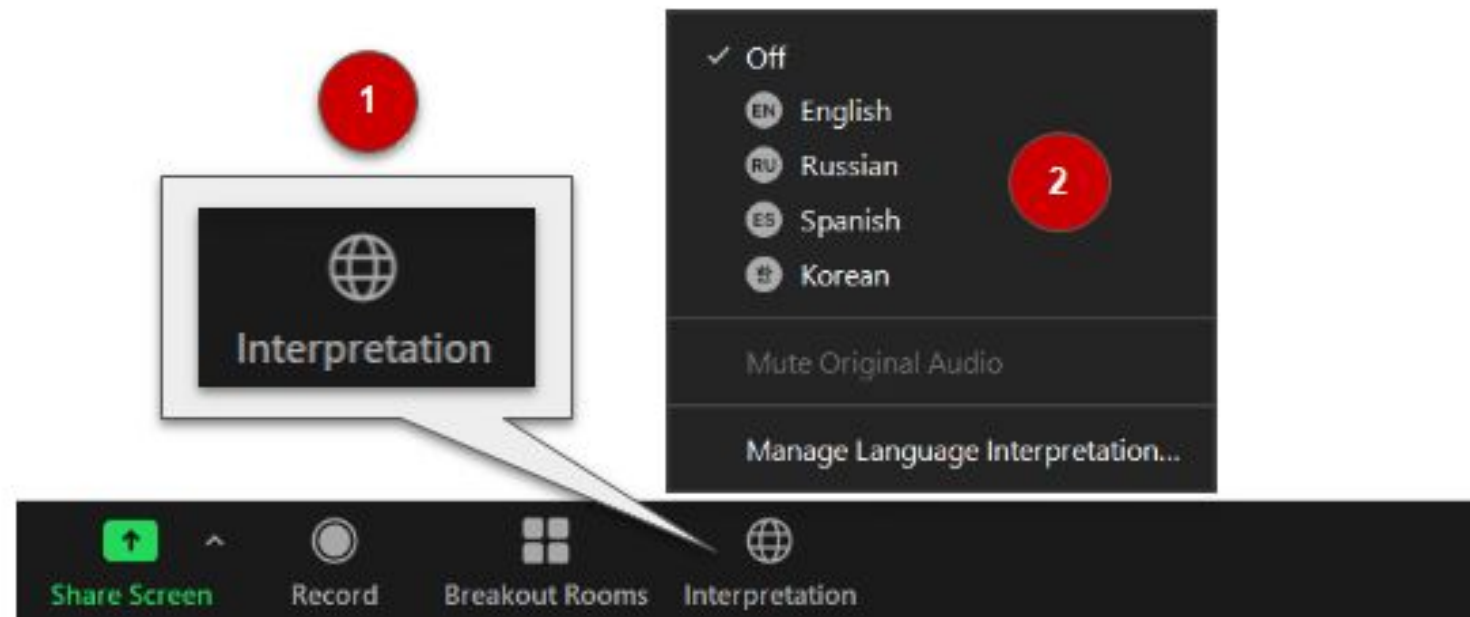 1
Interpretation
✓ Off
EN English
RU Russian
ES Spanish
한 Korean
2
Mute Original Audio
Manage Language Interpretation...
Share Screen
Record
Breakout Rooms
Interpretation